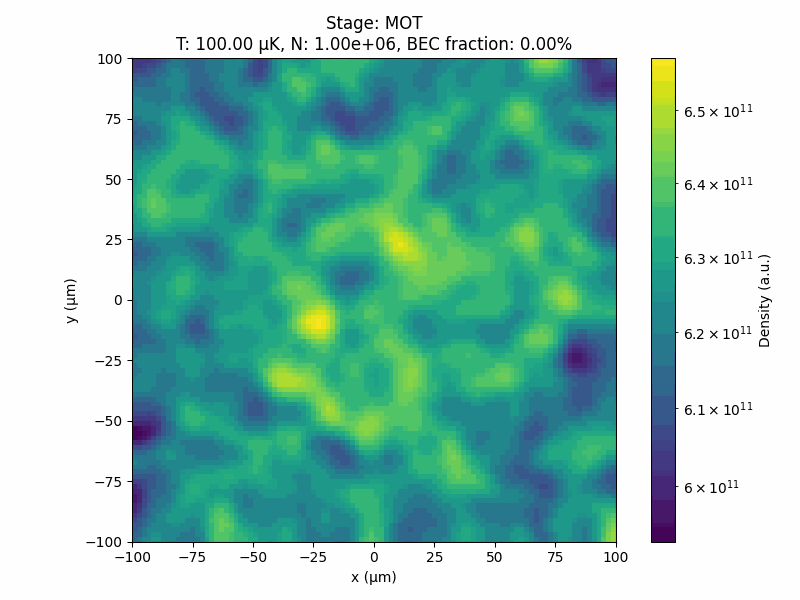 Stage: MOT
T: 100.00 μK, N: 1.00e+06, BEC fraction: 0.00%
100
75
50
25
0
−25
−50
−75
−100
y (μm)
−100
−75
−50
−25
0
25
50
75
100
x (μm)
6.5 × 10¹¹
6.4 × 10¹¹
6.3 × 10¹¹
6.2 × 10¹¹
6.1 × 10¹¹
6 × 10¹¹
Density (a.u.)